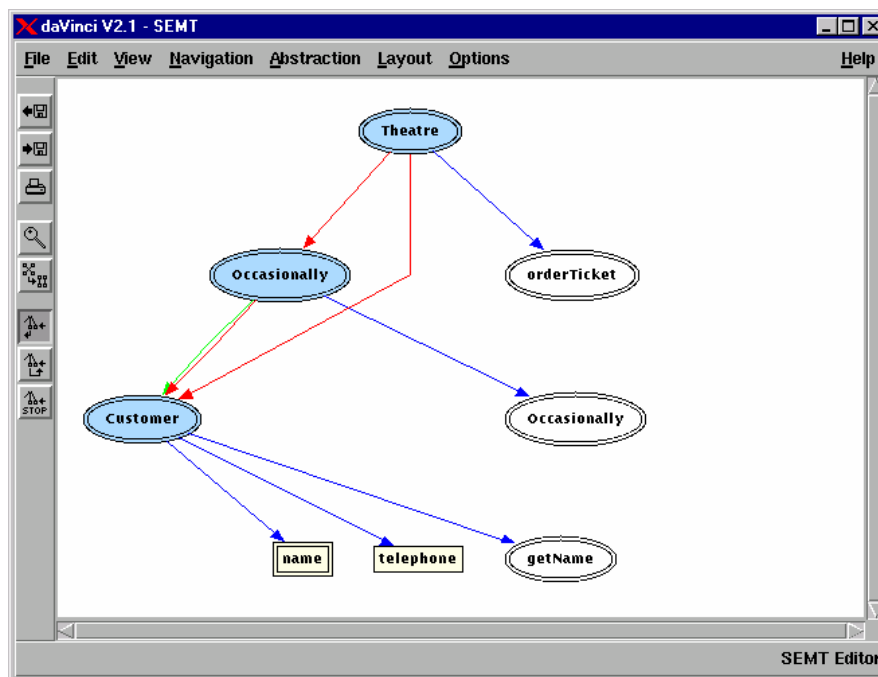 daVinci V2.1 - SEMT
File Edit View Navigation Abstraction Layout Options Help
Theatre
Occasionally orderTicket
Customer Occasionally
STOP
name telephone getName
SEMT Editor